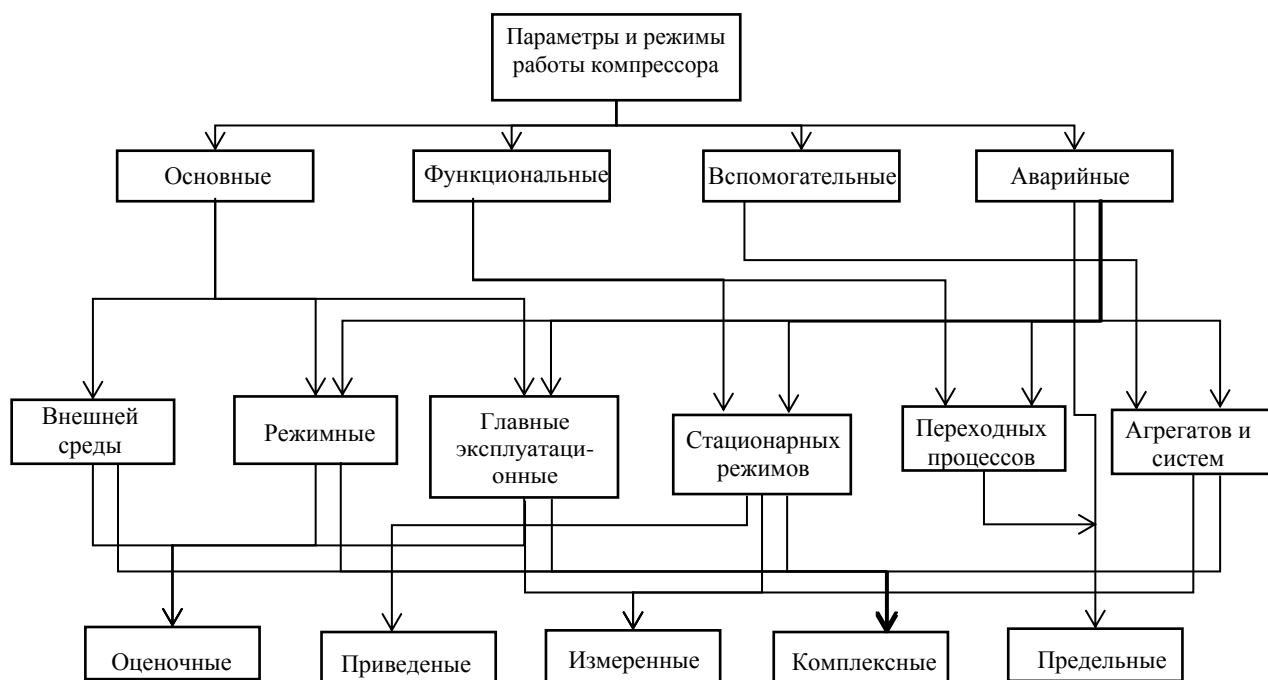 Параметры и режимы
работы компрессора
Основные
Функциональные
Вспомогательные
Аварийные
Внешней
среды
Режимные
Главные
эксплуатаци-
онные
Стационарных
режимов
Переходных
процессов
Агрегатов и
систем
Оценочные
Приведеные
Измеренные
Комплексные
Предельные